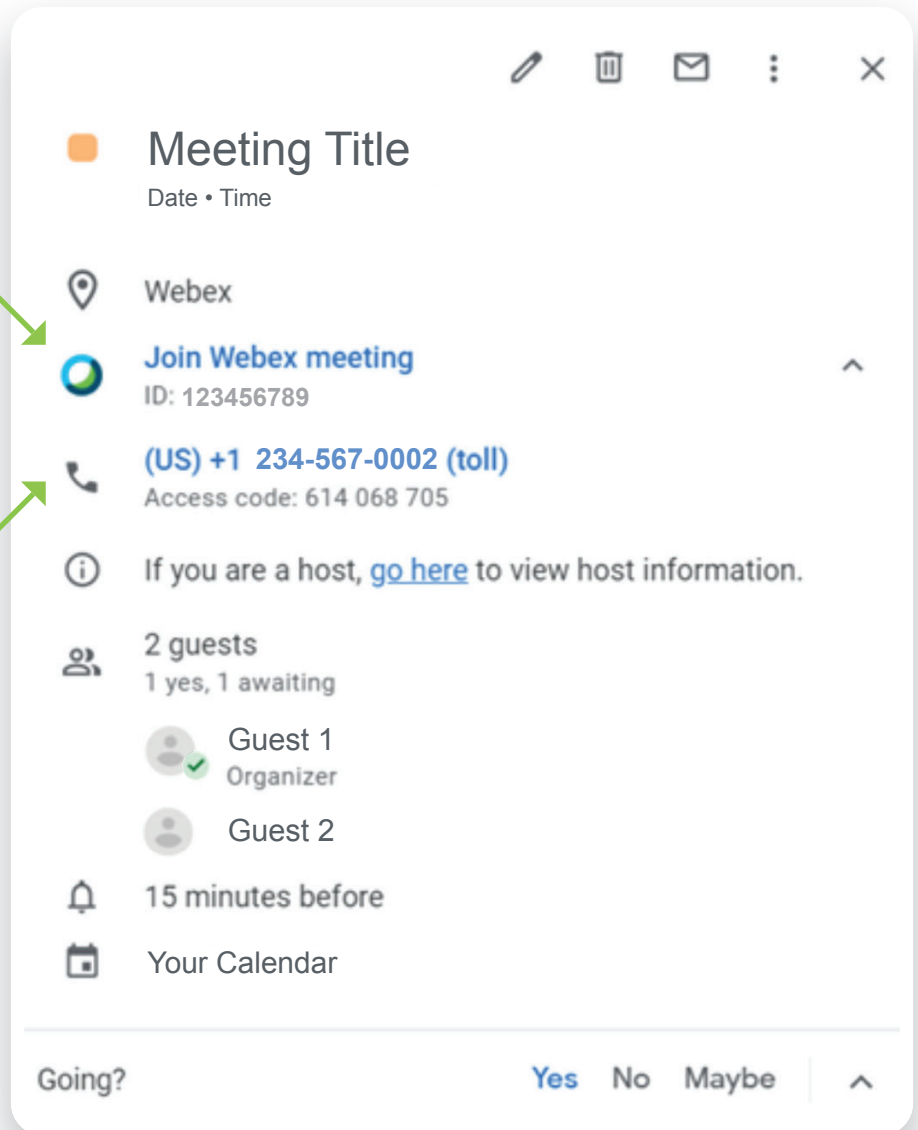 Meeting Title
Date • Time
Webex
Join Webex meeting
ID: 123456789
(US) +1 234-567-0002 (toll)
Access code: 614 068 705
If you are a host, go here to view host information.
2 guests
1 yes, 1 awaiting
Guest 1
Organizer
Guest 2
15 minutes before
Your Calendar
Going? Yes No Maybe